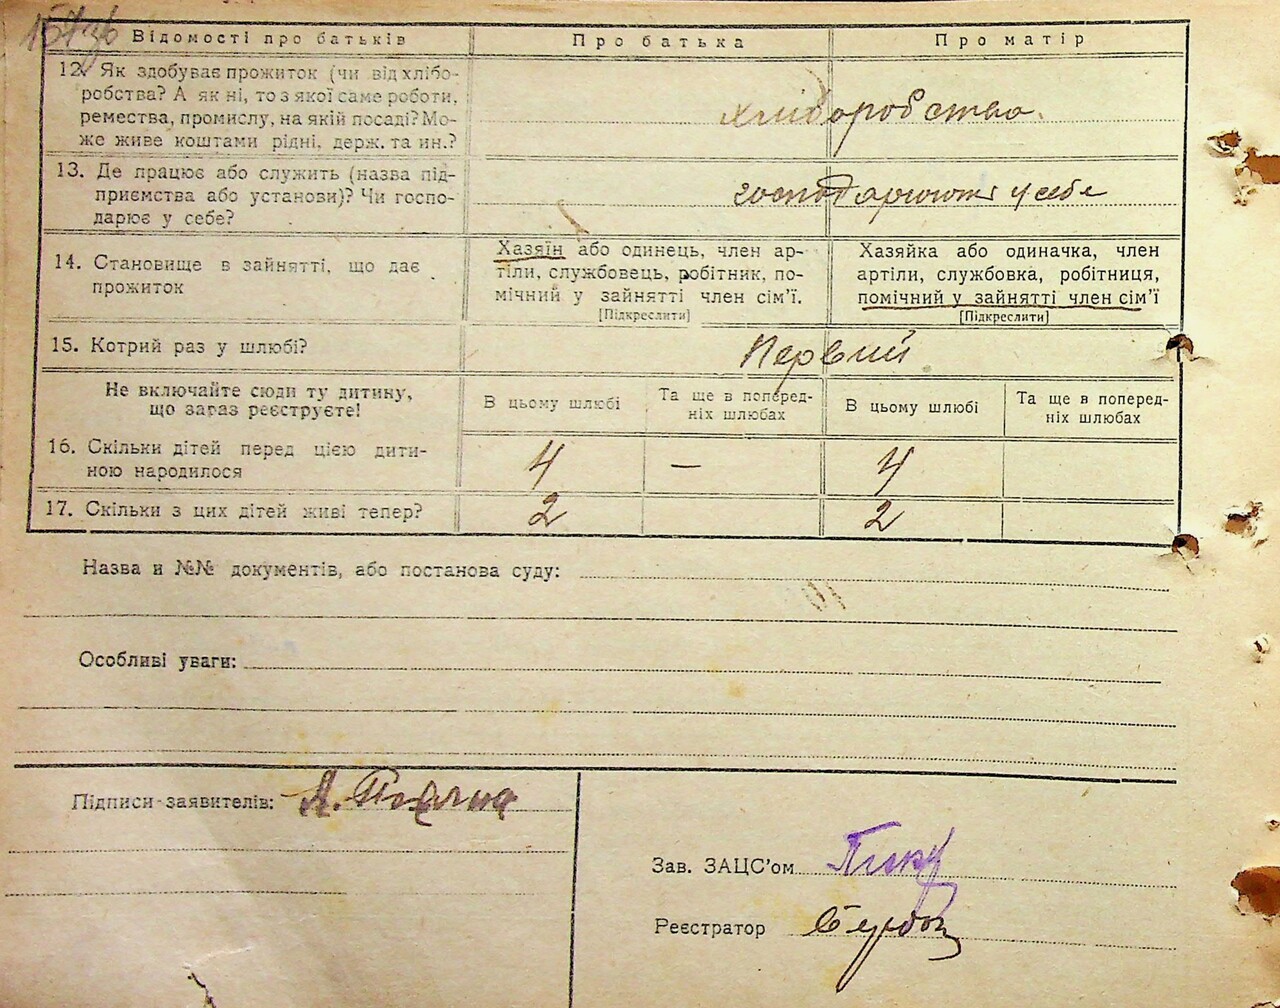 157зв
Відомості про батьків Про батька Про матір
12. Як здобуває прожиток (чи від хлібо-
робства? А як ні, то з якої саме роботи,
ремества, промислу, на якій посаді? Мо-
же живе коштами рідні, держ. та ин.?
хліборобство.
13. Де працює або служить (назва під-
приємства або установи)? Чи госпо-
дарює у себе?
господарюють у себе
14. Становище в зайнятті, що дає
прожиток
Хазяїн або одинець, член ар-
тіли, службовець, робітник, по-
мічний у зайнятті член сім'ї.
[Підкреслити]
Хазяйка або одиначка, член
артіли, службовка, робітниця,
помічний у зайнятті член сім'ї
[Підкреслити]
15. Котрий раз у шлюбі? Первий
Не включайте сюди ту дитину,
що зараз реєструєте!
В цьому шлюбі
Та ще в поперед-
ніх шлюбах
В цьому шлюбі
Та ще в поперед-
ніх шлюбах
16. Скільки дітей перед цією дити-
ною народилося
4 — 4
17. Скільки з цих дітей живі тепер? 2 2
Назва и №№ документів, або постанова суду:
Особливі уваги:
Підписи заявителів:
Зав. ЗАЦС'ом
Реєстратор